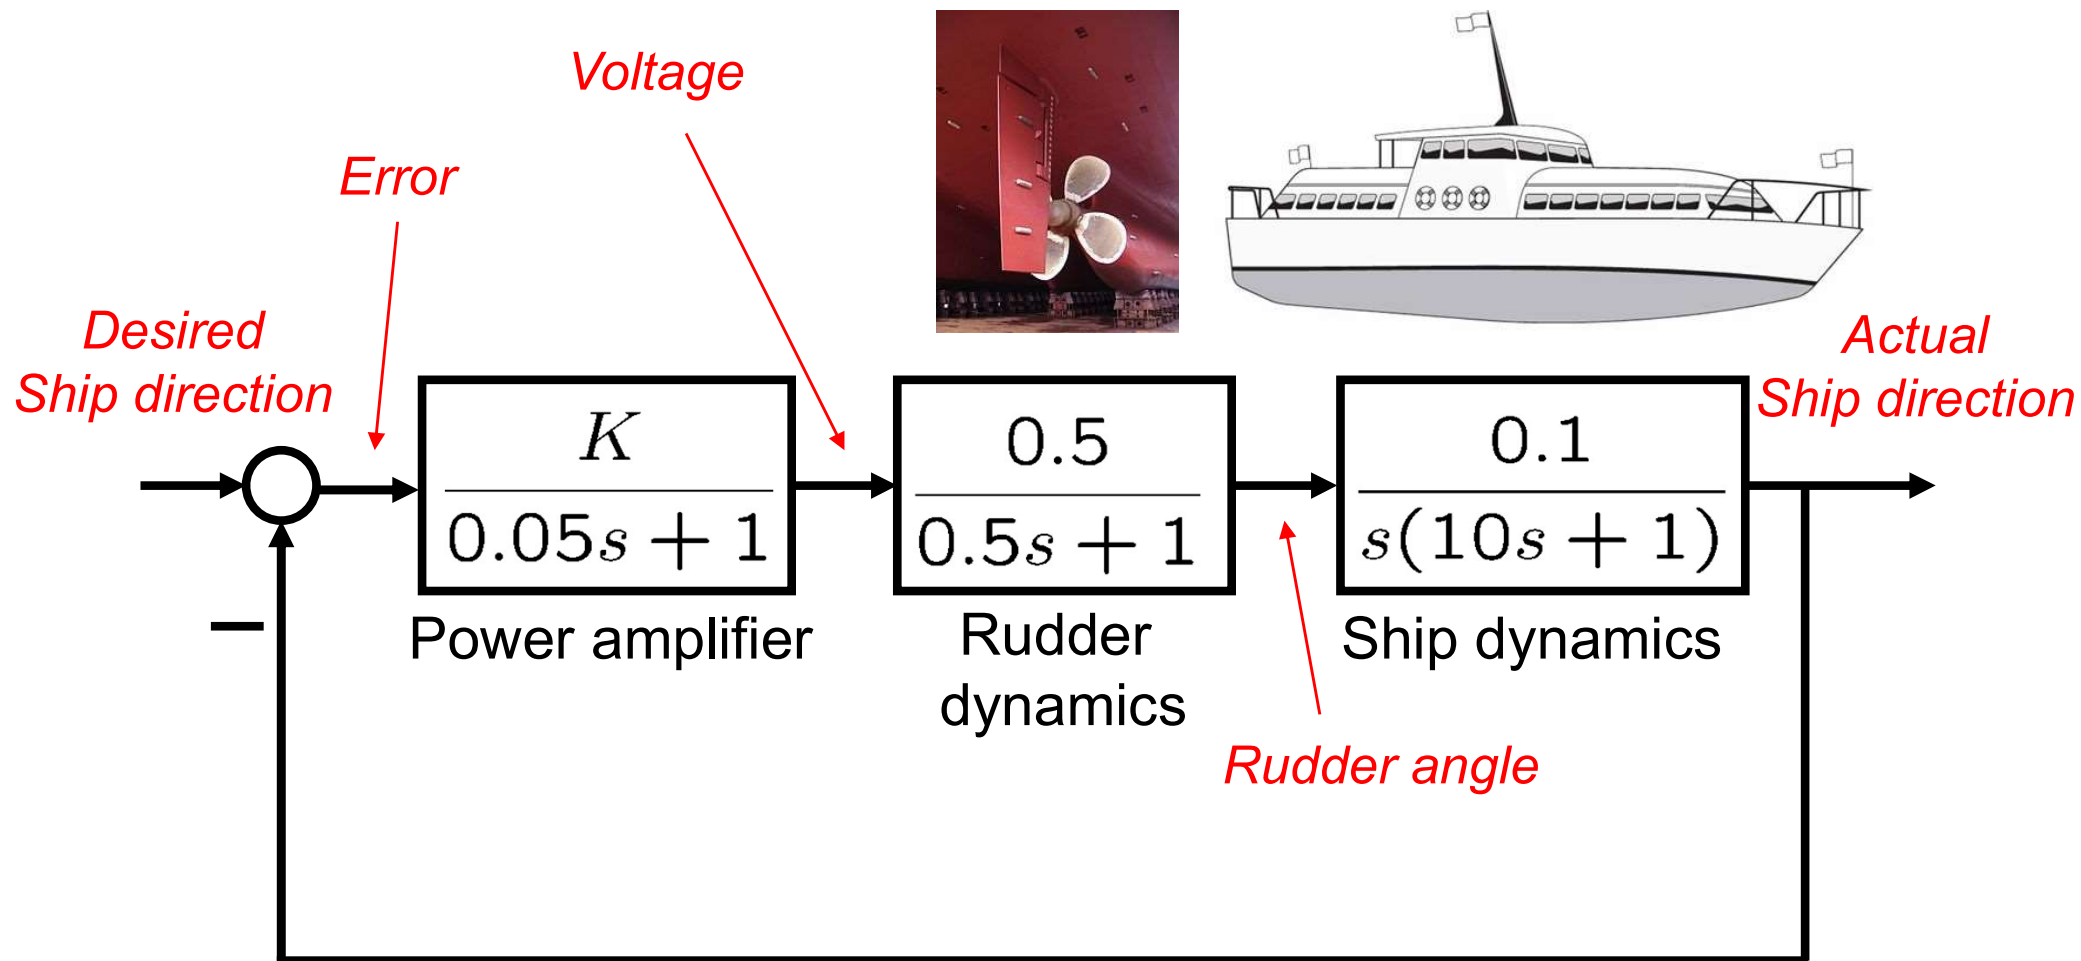 Voltage
Error
Desired
Ship direction
Actual
Ship direction
K
0.05s + 1
0.5
0.5s + 1
0.1
s(10s + 1)
−
Power amplifier
Rudder
dynamics
Ship dynamics
Rudder angle